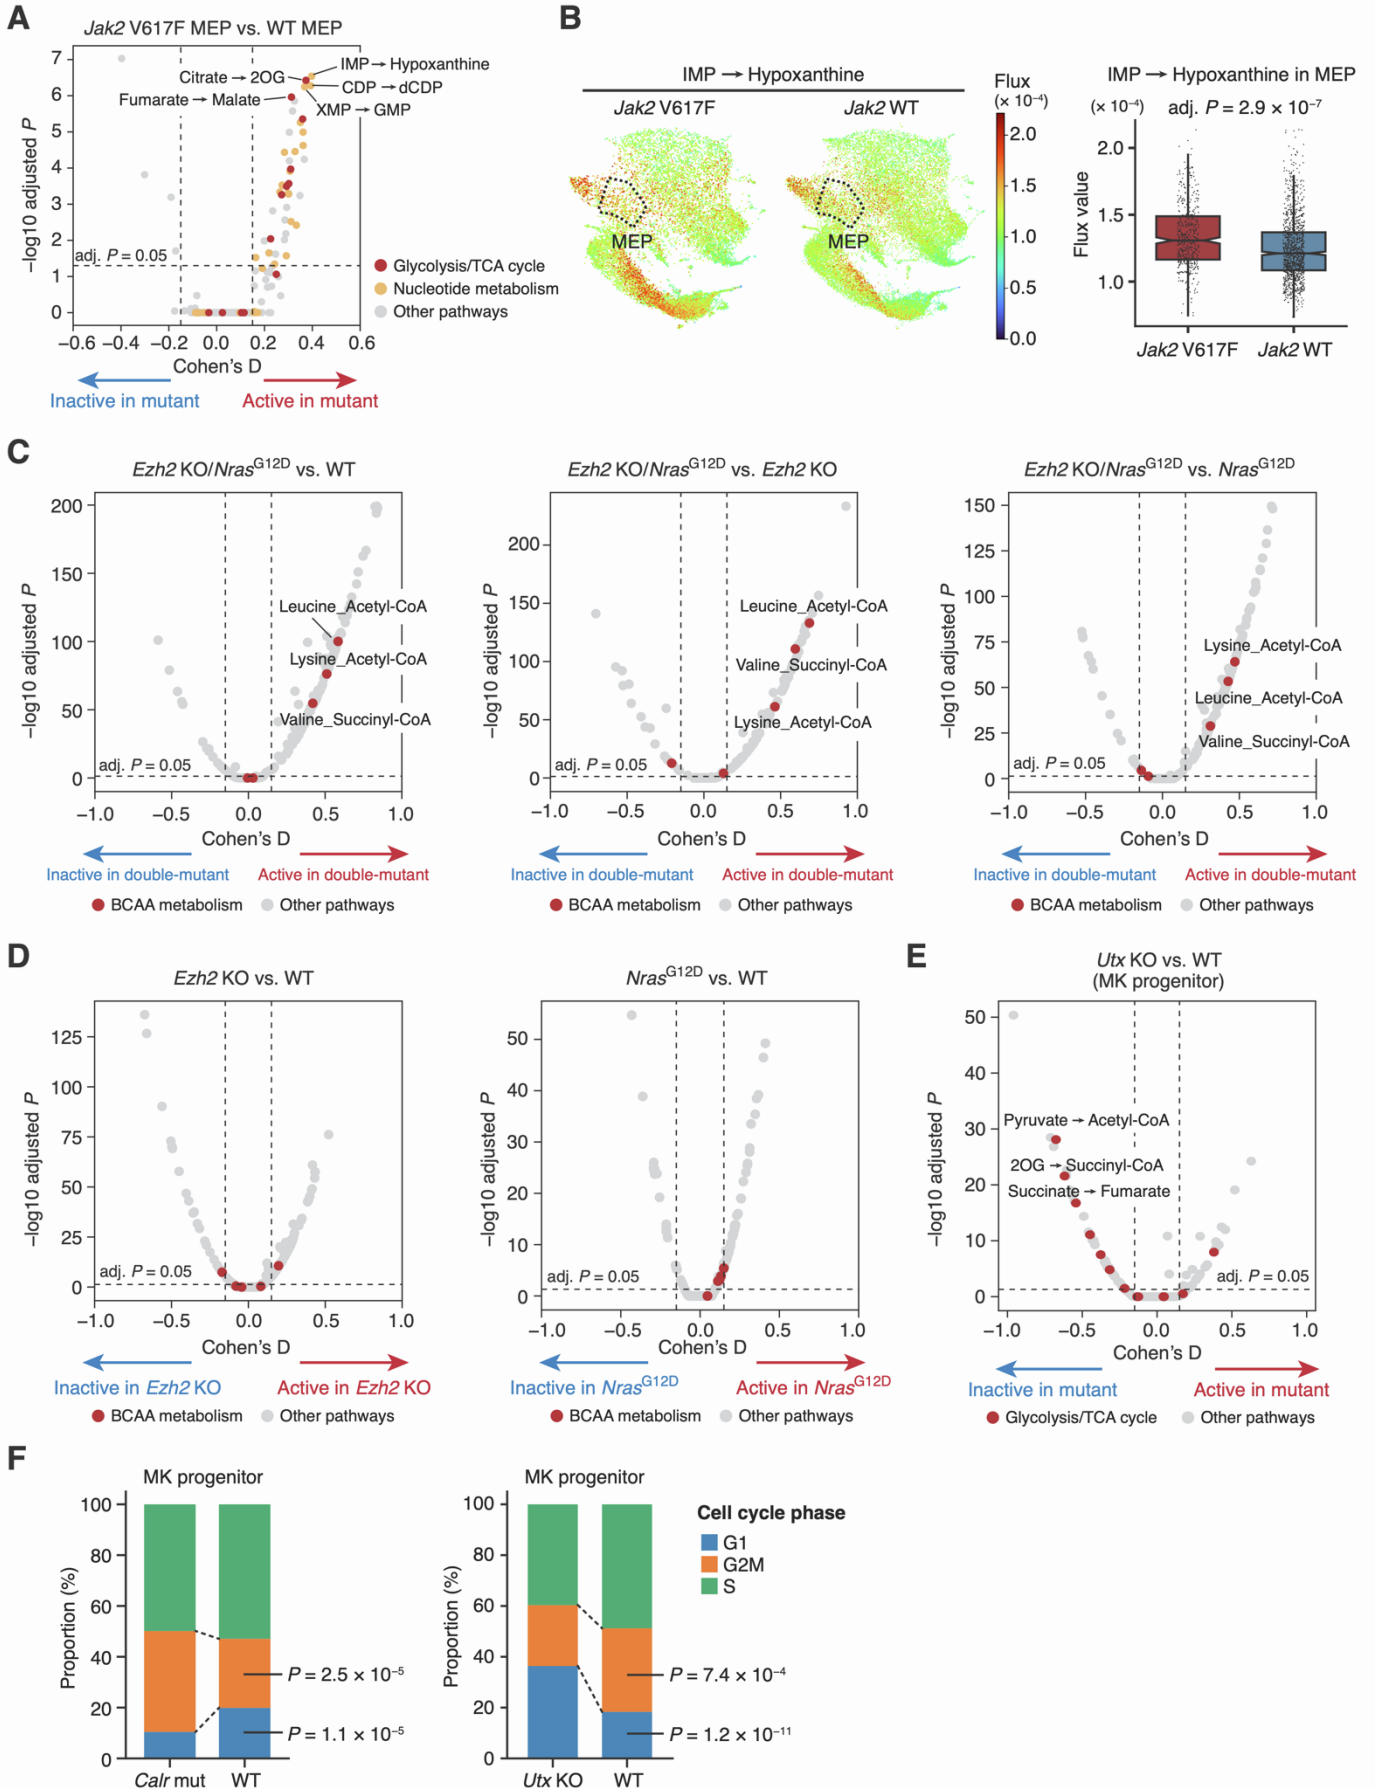 A
Jak2 V617F MEP vs. WT MEP
–log10 adjusted P
7
6
5
4
3
2
1
0
IMP → Hypoxanthine
Citrate → 2OG
CDP → dCDP
Fumarate → Malate
XMP → GMP
adj. P = 0.05
Glycolysis/TCA cycle
Nucleotide metabolism
Other pathways
−0.6 −0.4 −0.2 0.0 0.2 0.4 0.6
Cohen's D
Inactive in mutant Active in mutant
B
IMP → Hypoxanthine
Jak2 V617F Jak2 WT
MEP MEP
Flux
(× 10⁻⁴)
2.0
1.5
1.0
0.5
0.0
IMP → Hypoxanthine in MEP
(× 10⁻⁴) adj. P = 2.9 × 10⁻⁷
Flux value
2.0
1.5
1.0
Jak2 V617F Jak2 WT
C
Ezh2 KO/Nras G12D vs. WT
–log10 adjusted P
200
150
100
50
0
Leucine_Acetyl-CoA
Lysine_Acetyl-CoA
Valine_Succinyl-CoA
adj. P = 0.05
−1.0 −0.5 0.0 0.5 1.0
Cohen's D
Inactive in double-mutant Active in double-mutant
BCAA metabolism Other pathways
Ezh2 KO/Nras G12D vs. Ezh2 KO
–log10 adjusted P
200
150
100
50
0
Leucine_Acetyl-CoA
Valine_Succinyl-CoA
Lysine_Acetyl-CoA
adj. P = 0.05
−1.0 −0.5 0.0 0.5 1.0
Cohen's D
Inactive in double-mutant Active in double-mutant
BCAA metabolism Other pathways
Ezh2 KO/Nras G12D vs. Nras G12D
–log10 adjusted P
150
100
75
50
25
0
Lysine_Acetyl-CoA
Leucine_Acetyl-CoA
Valine_Succinyl-CoA
adj. P = 0.05
−1.0 −0.5 0.0 0.5 1.0
Cohen's D
Inactive in double-mutant Active in double-mutant
BCAA metabolism Other pathways
D
Ezh2 KO vs. WT
–log10 adjusted P
125
100
75
50
25
0
adj. P = 0.05
−1.0 −0.5 0.0 0.5 1.0
Cohen's D
Inactive in Ezh2 KO Active in Ezh2 KO
BCAA metabolism Other pathways
Nras G12D vs. WT
–log10 adjusted P
50
40
30
20
10
0
adj. P = 0.05
−1.0 −0.5 0.0 0.5 1.0
Cohen's D
Inactive in Nras G12D Active in Nras G12D
BCAA metabolism Other pathways
E
Utx KO vs. WT
(MK progenitor)
–log10 adjusted P
50
40
30
20
10
0
Pyruvate → Acetyl-CoA
2OG → Succinyl-CoA
Succinate → Fumarate
adj. P = 0.05
−1.0 −0.5 0.0 0.5 1.0
Cohen's D
Inactive in mutant Active in mutant
Glycolysis/TCA cycle Other pathways
F
MK progenitor
Proportion (%)
100
80
60
40
20
0
P = 2.5 × 10⁻⁵
P = 1.1 × 10⁻⁵
Calr mut WT
MK progenitor
Proportion (%)
100
80
60
40
20
0
P = 7.4 × 10⁻⁴
P = 1.2 × 10⁻¹¹
Utx KO WT
Cell cycle phase
G1
G2M
S